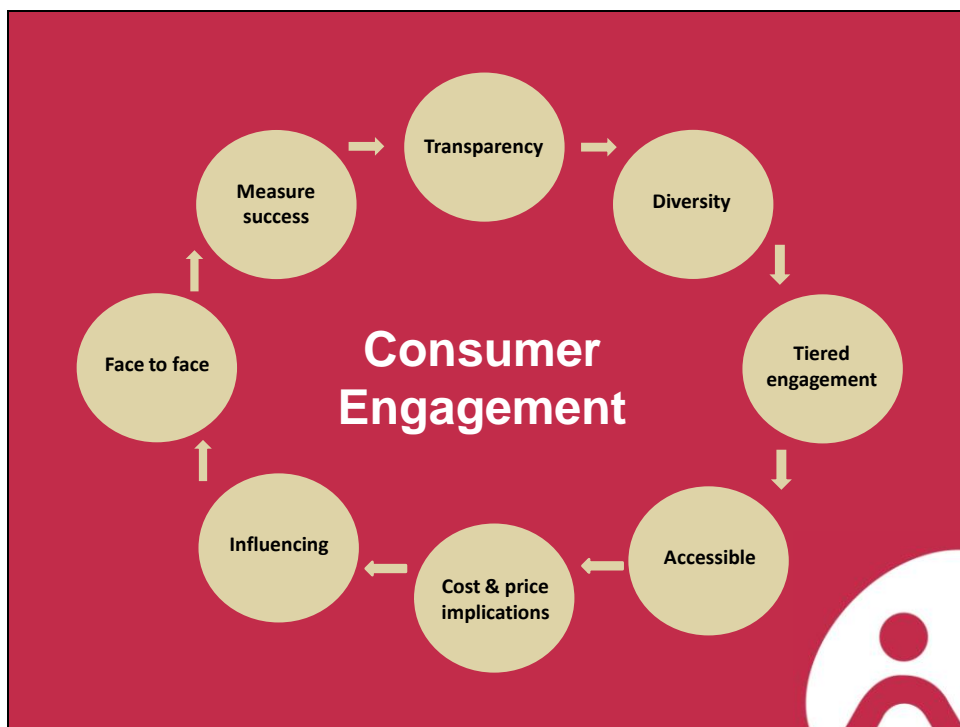 Transparency
Diversity
Tiered
engagement
Accessible
Cost & price
implications
Influencing
Face to face
Measure
success
Consumer
Engagement